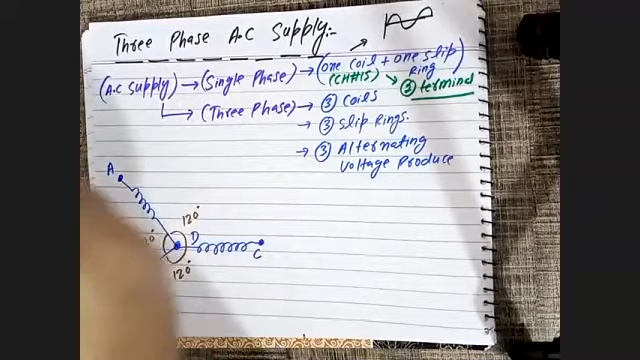 Three Phase A.C Supply:-
(A.C Supply) → (Single Phase) → (one coil + one slip Ring)
(CH#15) ③ terminal
(Three Phase) → ③ Coils
→ ③ Slip Rings.
→ ③ Alternating
Voltage Produce
A
120°
D
C
120°